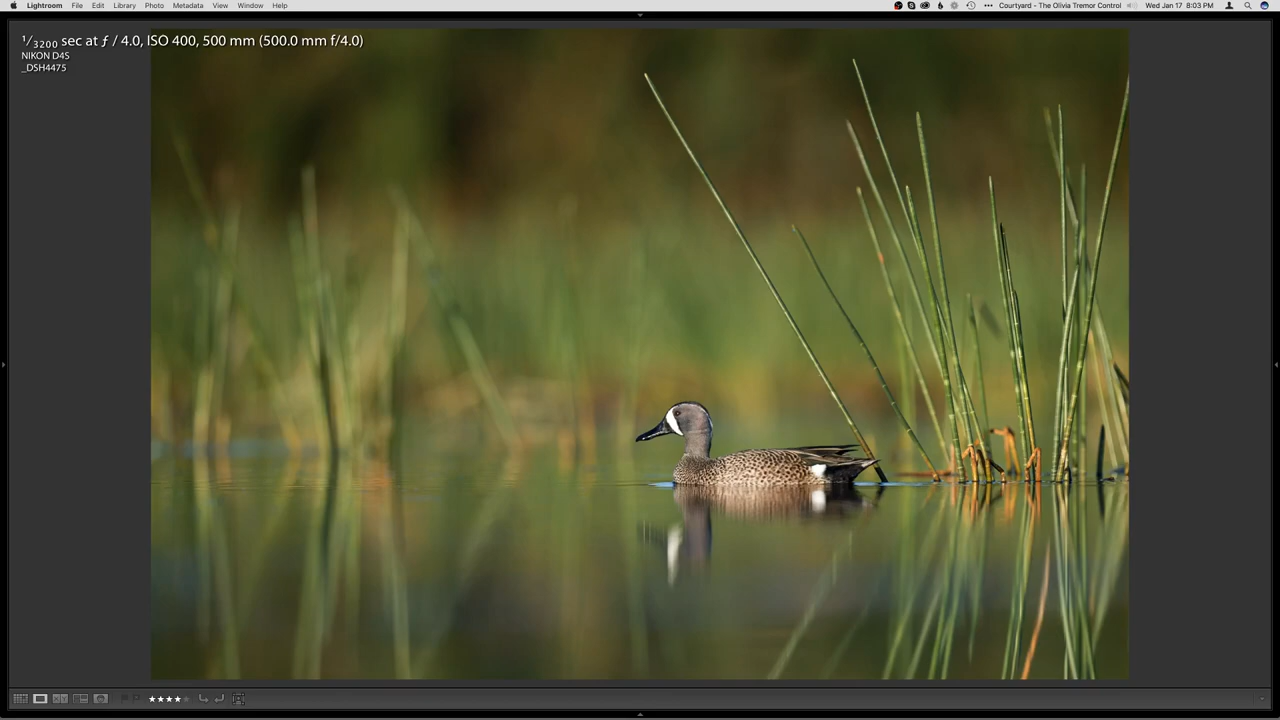 Lightroom File Edit Library Photo Metadata View Window Help Courtyard - The Olivia Tremor Control Wed Jan 17 8:03 PM
1/3200 sec at ƒ / 4.0, ISO 400, 500 mm (500.0 mm f/4.0)
NIKON D4S
_DSH4475